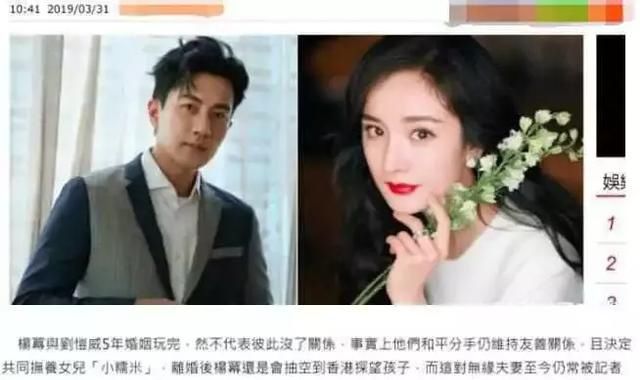 10:41 2019/03/31
娛
1
2
3
楊冪與劉愷威5年婚姻玩完，然不代表彼此沒了關係，事實上他們和平分手仍維持友善關係，且決定
共同撫養女兒「小糯米」，離婚後楊冪還是會抽空到香港探望孩子，而這對無緣夫妻至今仍常被記者